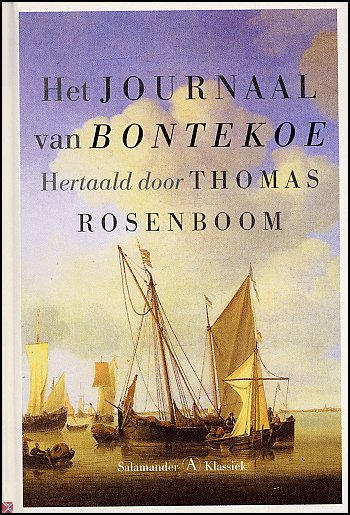 Het JOURNAAL
van BONTEKOE
Hertaald door THOMAS
ROSENBOOM
Salamander A Klassiek